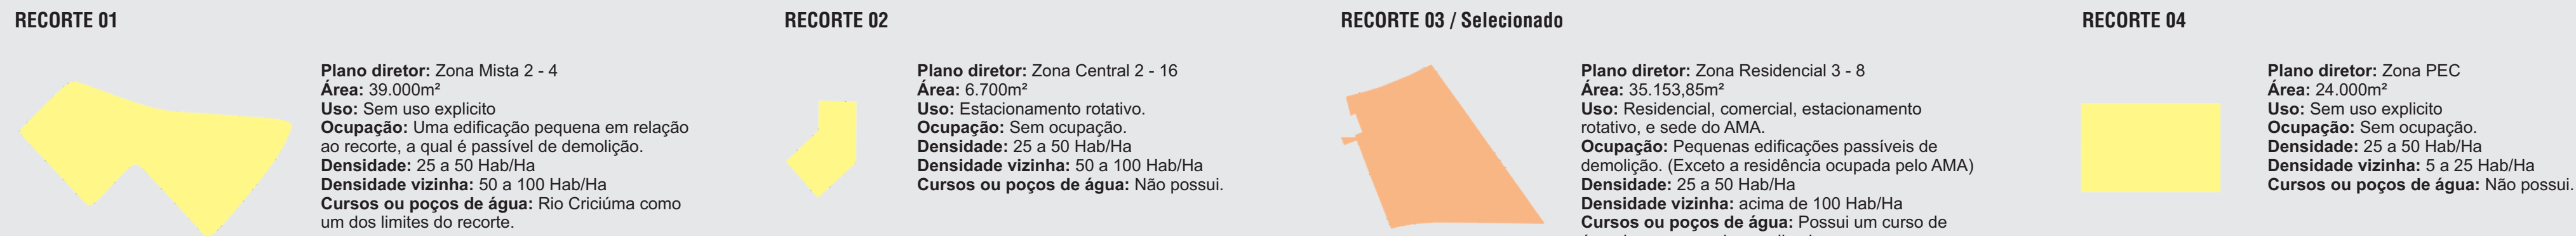 RECORTE 01
Plano diretor: Zona Mista 2 - 4
Área: 39.000m²
Uso: Sem uso explicito
Ocupação: Uma edificação pequena em relação
ao recorte, a qual é passível de demolição.
Densidade: 25 a 50 Hab/Ha
Densidade vizinha: 50 a 100 Hab/Ha
Cursos ou poços de água: Rio Criciúma como
um dos limites do recorte.
RECORTE 02
Plano diretor: Zona Central 2 - 16
Área: 6.700m²
Uso: Estacionamento rotativo.
Ocupação: Sem ocupação.
Densidade: 25 a 50 Hab/Ha
Densidade vizinha: 50 a 100 Hab/Ha
Cursos ou poços de água: Não possui.
RECORTE 03 / Selecionado
Plano diretor: Zona Residencial 3 - 8
Área: 35.153,85m²
Uso: Residencial, comercial, estacionamento
rotativo, e sede do AMA.
Ocupação: Pequenas edificações passíveis de
demolição. (Exceto a residência ocupada pelo AMA)
Densidade: 25 a 50 Hab/Ha
Densidade vizinha: acima de 100 Hab/Ha
Cursos ou poços de água: Possui um curso de
RECORTE 04
Plano diretor: Zona PEC
Área: 24.000m²
Uso: Sem uso explicito
Ocupação: Sem ocupação.
Densidade: 25 a 50 Hab/Ha
Densidade vizinha: 5 a 25 Hab/Ha
Cursos ou poços de água: Não possui.